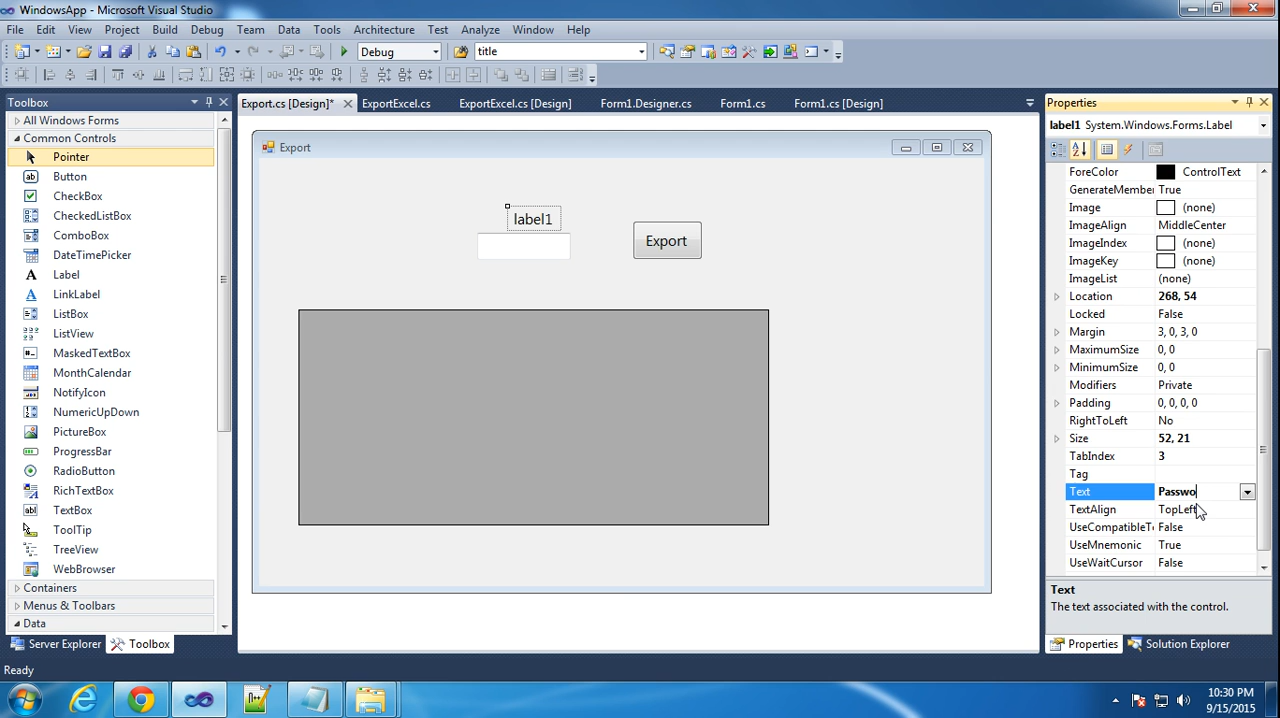 WindowsApp - Microsoft Visual Studio
File Edit View Project Build Debug Team Data Tools Architecture Test Analyze Window Help
Debug title
Toolbox
Export.cs [Design]* ExportExcel.cs ExportExcel.cs [Design] Form1.Designer.cs Form1.cs Form1.cs [Design]
Properties
All Windows Forms
Common Controls
Pointer
Button
CheckBox
CheckedListBox
ComboBox
DateTimePicker
Label
LinkLabel
ListBox
ListView
MaskedTextBox
MonthCalendar
NotifyIcon
NumericUpDown
PictureBox
ProgressBar
RadioButton
RichTextBox
TextBox
ToolTip
TreeView
WebBrowser
Containers
Menus & Toolbars
Data
Server Explorer Toolbox
Export
label1
Export
label1 System.Windows.Forms.Label
ForeColor ControlText
GenerateMember True
Image (none)
ImageAlign MiddleCenter
ImageIndex (none)
ImageKey (none)
ImageList (none)
Location 268, 54
Locked False
Margin 3, 0, 3, 0
MaximumSize 0, 0
MinimumSize 0, 0
Modifiers Private
Padding 0, 0, 0, 0
RightToLeft No
Size 52, 21
TabIndex 3
Tag
Text Passwo
TextAlign TopLeft
UseCompatibleTe False
UseMnemonic True
UseWaitCursor False
Text
The text associated with the control.
Properties Solution Explorer
Ready
10:30 PM
9/15/2015